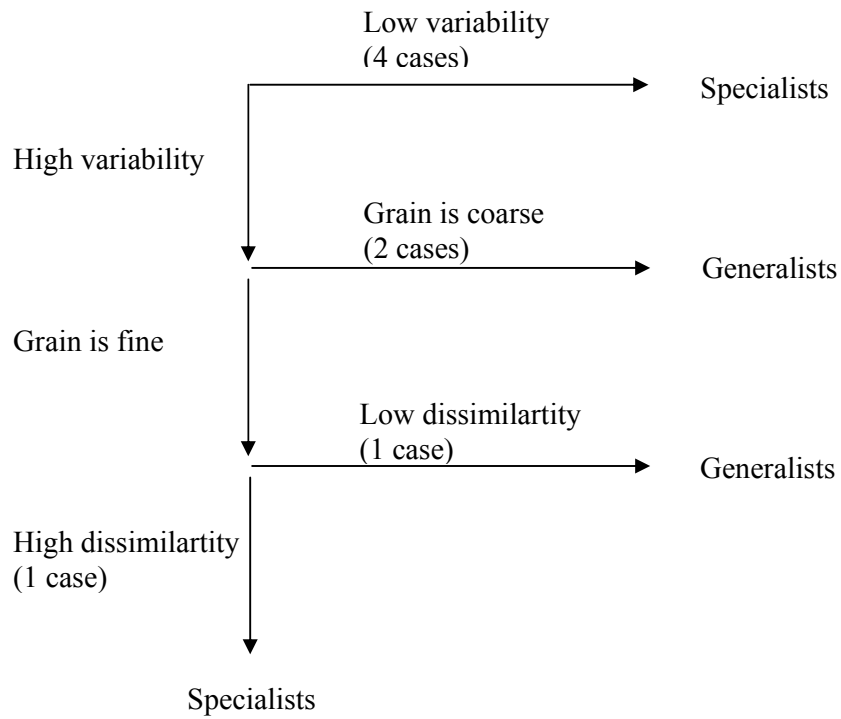 Low variability
(4 cases)
Specialists
High variability
Grain is coarse
(2 cases)
Generalists
Grain is fine
Low dissimilartity
(1 case)
Generalists
High dissimilartity
(1 case)
Specialists